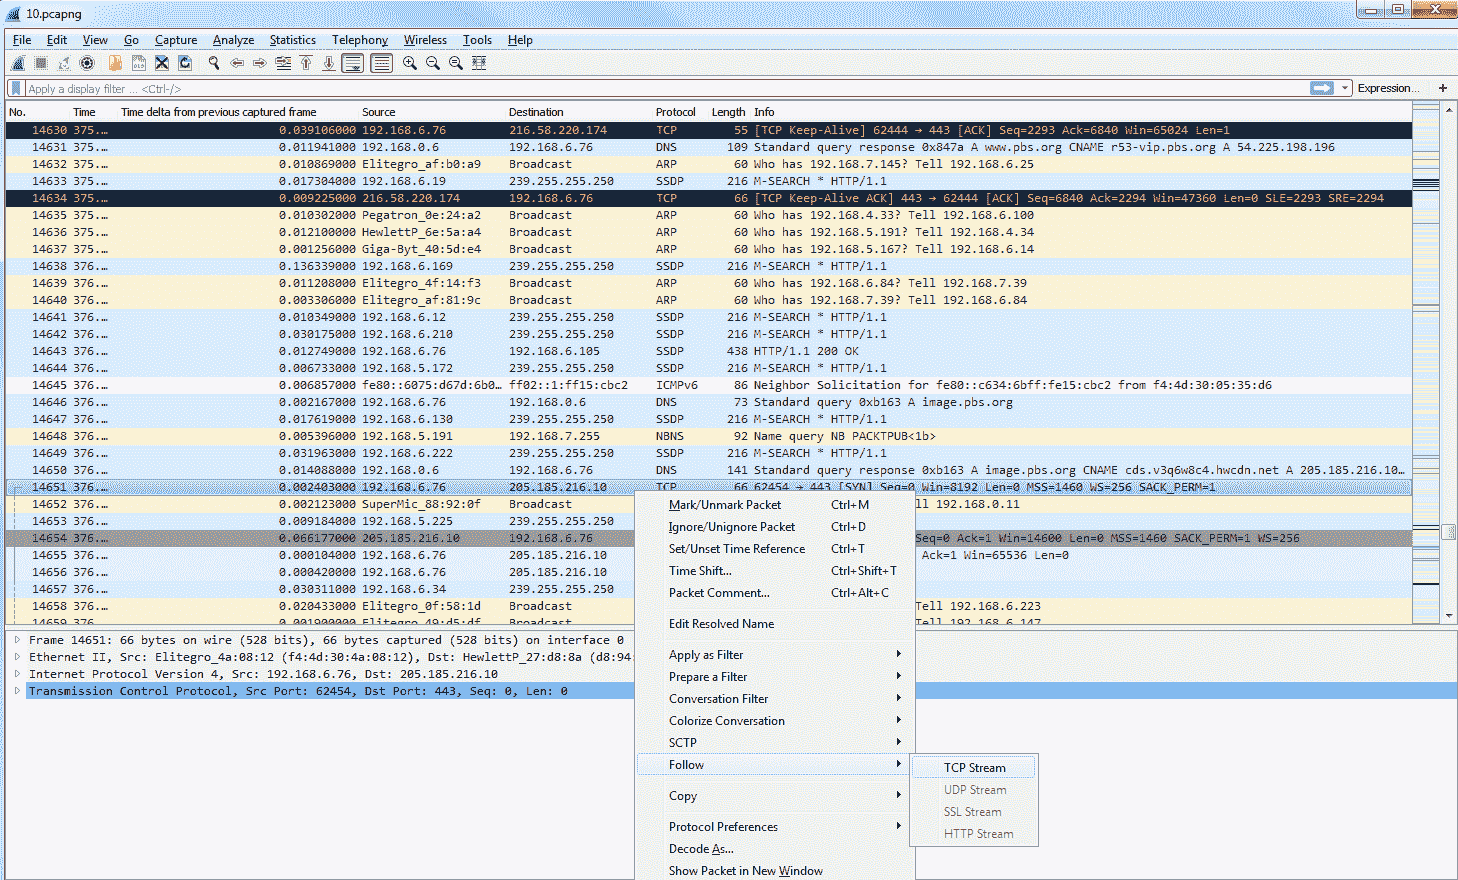 10.pcapng
File Edit View Go Capture Analyze Statistics Telephony Wireless Tools Help
Apply a display filter ... <Ctrl-/> Expression... +
No. Time Time delta from previous captured frame Source Destination Protocol Length Info
14630 375.... 0.039106000 192.168.6.76 216.58.220.174 TCP 55 [TCP Keep-Alive] 62444 → 443 [ACK] Seq=2293 Ack=6840 Win=65024 Len=1
14631 375.... 0.011941000 192.168.0.6 192.168.6.76 DNS 109 Standard query response 0x847a A www.pbs.org CNAME r53-vip.pbs.org A 54.225.198.196
14632 375.... 0.010869000 Elitegro_af:b0:a9 Broadcast ARP 60 Who has 192.168.7.145? Tell 192.168.6.25
14633 375.... 0.017304000 192.168.6.19 239.255.255.250 SSDP 216 M-SEARCH * HTTP/1.1
14634 375.... 0.009225000 216.58.220.174 192.168.6.76 TCP 66 [TCP Keep-Alive ACK] 443 → 62444 [ACK] Seq=6840 Ack=2294 Win=47360 Len=0 SLE=2293 SRE=2294
14635 375.... 0.010302000 Pegatron_0e:24:a2 Broadcast ARP 60 Who has 192.168.4.33? Tell 192.168.6.100
14636 375.... 0.012100000 HewlettP_6e:5a:a4 Broadcast ARP 60 Who has 192.168.5.191? Tell 192.168.4.34
14637 375.... 0.001256000 Giga-Byt_40:5d:e4 Broadcast ARP 60 Who has 192.168.5.167? Tell 192.168.6.14
14638 376.... 0.136339000 192.168.6.169 239.255.255.250 SSDP 216 M-SEARCH * HTTP/1.1
14639 376.... 0.011208000 Elitegro_4f:14:f3 Broadcast ARP 60 Who has 192.168.6.84? Tell 192.168.7.39
14640 376.... 0.003306000 Elitegro_af:81:9c Broadcast ARP 60 Who has 192.168.7.39? Tell 192.168.6.84
14641 376.... 0.010349000 192.168.6.12 239.255.255.250 SSDP 216 M-SEARCH * HTTP/1.1
14642 376.... 0.030175000 192.168.6.210 239.255.255.250 SSDP 216 M-SEARCH * HTTP/1.1
14643 376.... 0.012749000 192.168.6.76 192.168.6.105 SSDP 438 HTTP/1.1 200 OK
14644 376.... 0.006733000 192.168.5.172 239.255.255.250 SSDP 216 M-SEARCH * HTTP/1.1
14645 376.... 0.006857000 fe80::6075:d67d:6b0... ff02::1:ff15:cbc2 ICMPv6 86 Neighbor Solicitation for fe80::c634:6bff:fe15:cbc2 from f4:4d:30:05:35:d6
14646 376.... 0.002167000 192.168.6.76 192.168.0.6 DNS 73 Standard query 0xb163 A image.pbs.org
14647 376.... 0.017619000 192.168.6.130 239.255.255.250 SSDP 216 M-SEARCH * HTTP/1.1
14648 376.... 0.005396000 192.168.5.191 192.168.7.255 NBNS 92 Name query NB PACKTPUB<1b>
14649 376.... 0.031963000 192.168.6.222 239.255.255.250 SSDP 216 M-SEARCH * HTTP/1.1
14650 376.... 0.014088000 192.168.0.6 192.168.6.76 DNS 141 Standard query response 0xb163 A image.pbs.org CNAME cds.v3q6w8c4.hwcdn.net A 205.185.216.10...
14651 376.... 0.002403000 192.168.6.76 205.185.216.10 TCP 66 62454 → 443 [SYN] Seq=0 Win=8192 Len=0 MSS=1460 WS=256 SACK_PERM=1
14652 376.... 0.002123000 SuperMic_88:92:0f Broadcast ll 192.168.0.11
14653 376.... 0.009184000 192.168.5.225 239.255.255.250
14654 376.... 0.066177000 205.185.216.10 192.168.6.76 Seq=0 Ack=1 Win=14600 Len=0 MSS=1460 SACK_PERM=1 WS=256
14655 376.... 0.000104000 192.168.6.76 205.185.216.10 Ack=1 Win=65536 Len=0
14656 376.... 0.000420000 192.168.6.76 205.185.216.10
14657 376.... 0.030311000 192.168.6.34 239.255.255.250
14658 376.... 0.020433000 Elitegro_0f:58:1d Broadcast Tell 192.168.6.223
14659 376.... 0.001900000 Elitegro_49:d5:df Broadcast Tell 192.168.6.147
Mark/Unmark Packet Ctrl+M
Ignore/Unignore Packet Ctrl+D
Set/Unset Time Reference Ctrl+T
Time Shift... Ctrl+Shift+T
Packet Comment... Ctrl+Alt+C
Edit Resolved Name
Apply as Filter
Prepare a Filter
Conversation Filter
Colorize Conversation
SCTP
Follow
Copy
Protocol Preferences
Decode As...
Show Packet in New Window
TCP Stream
UDP Stream
SSL Stream
HTTP Stream
Frame 14651: 66 bytes on wire (528 bits), 66 bytes captured (528 bits) on interface 0
Ethernet II, Src: Elitegro_4a:08:12 (f4:4d:30:4a:08:12), Dst: HewlettP_27:d8:8a (d8:94:
Internet Protocol Version 4, Src: 192.168.6.76, Dst: 205.185.216.10
Transmission Control Protocol, Src Port: 62454, Dst Port: 443, Seq: 0, Len: 0